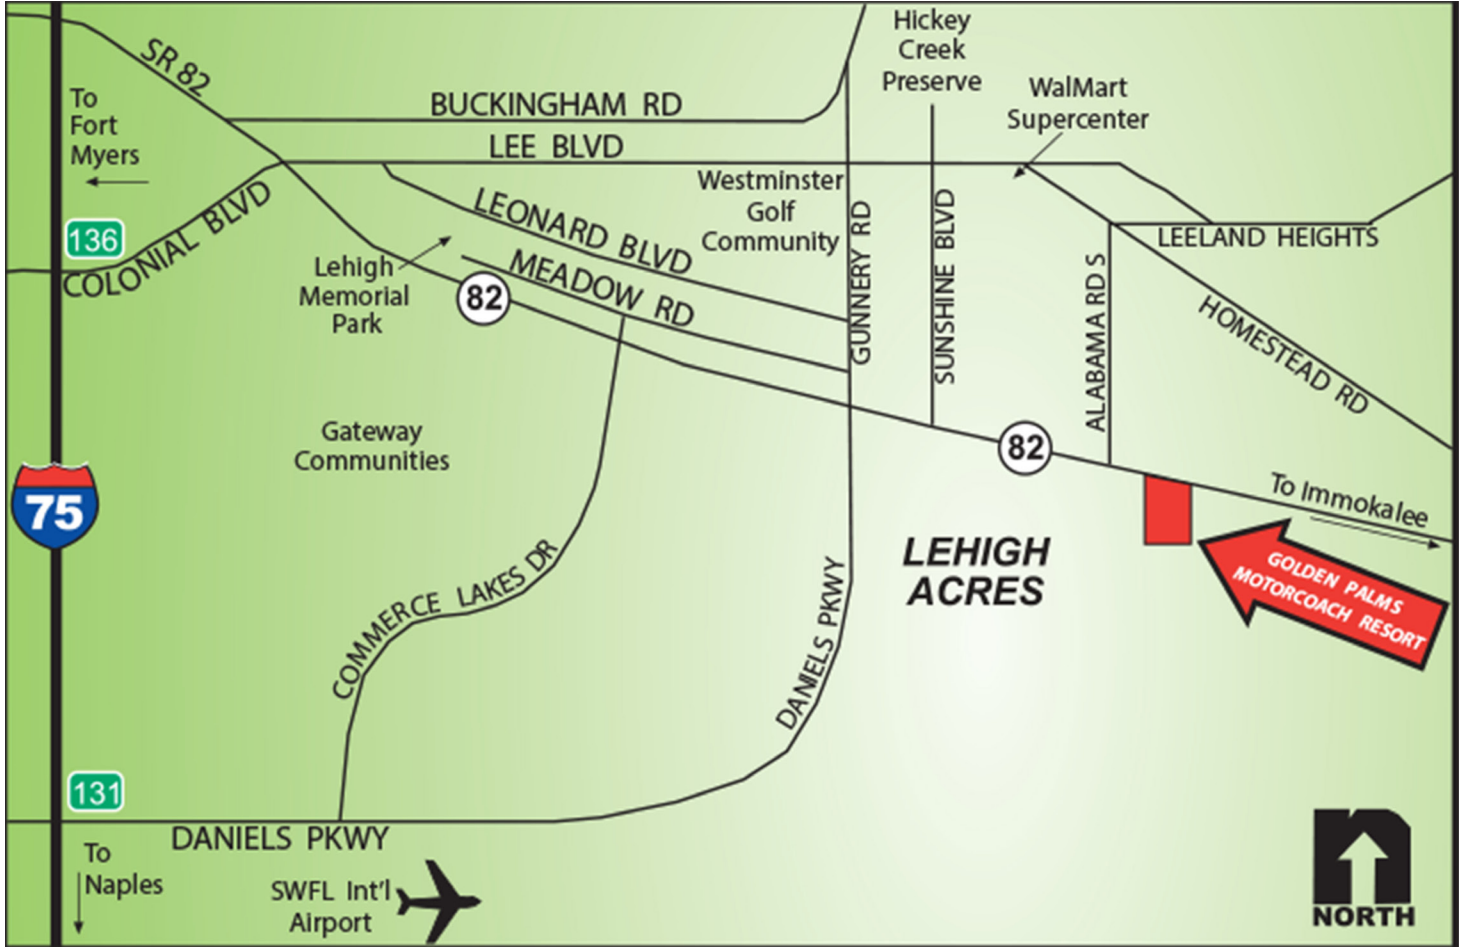 SR 82
To
Fort
Myers
136
COLONIAL BLVD
BUCKINGHAM RD
LEE BLVD
Hickey
Creek
Preserve
WalMart
Supercenter
Westminster
Golf
Community
LEONARD BLVD
MEADOW RD
Lehigh
Memorial
Park
82
GUNNERY RD
SUNSHINE BLVD
ALABAMA RD S
LEELAND HEIGHTS
HOMESTEAD RD
Gateway
Communities
82
To Immokalee
75
LEHIGH
ACRES
GOLDEN PALMS
MOTORCOACH RESORT
COMMERCE LAKES DR
DANIELS PKWY
131
DANIELS PKWY
To
Naples
SWFL Int'l
Airport
n
NORTH